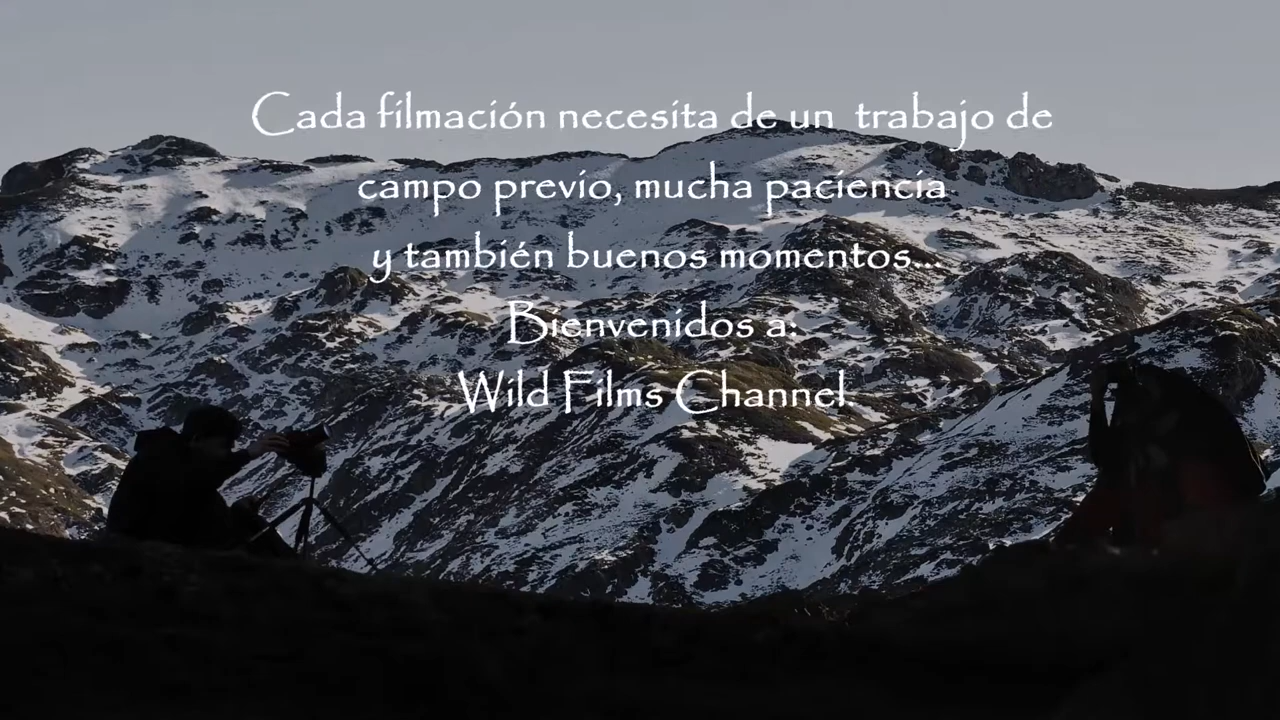 Cada filmación necesita de un trabajo de
campo previo, mucha paciencia
y también buenos momentos...
Bienvenidos a:
Wild Films Channel.